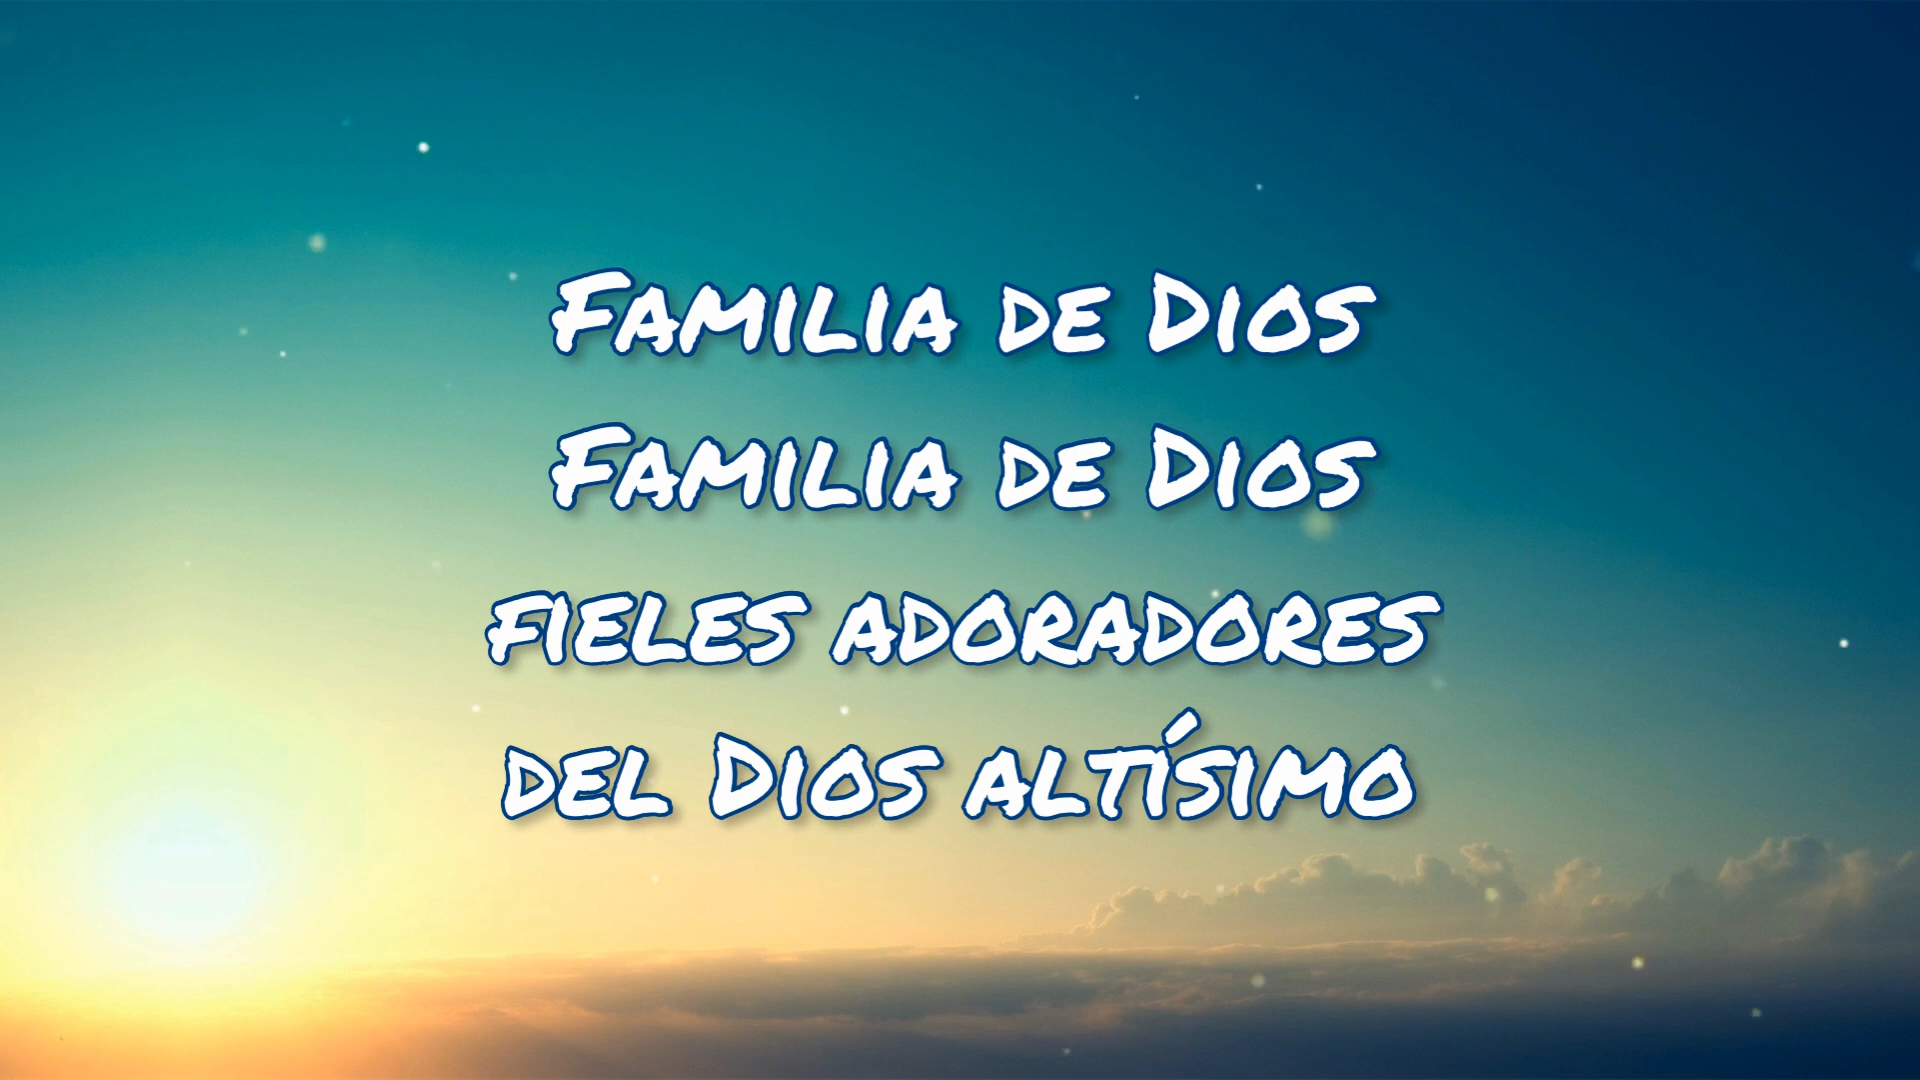 Familia de Dios
Familia de Dios
fieles adoradores
del Dios altísimo